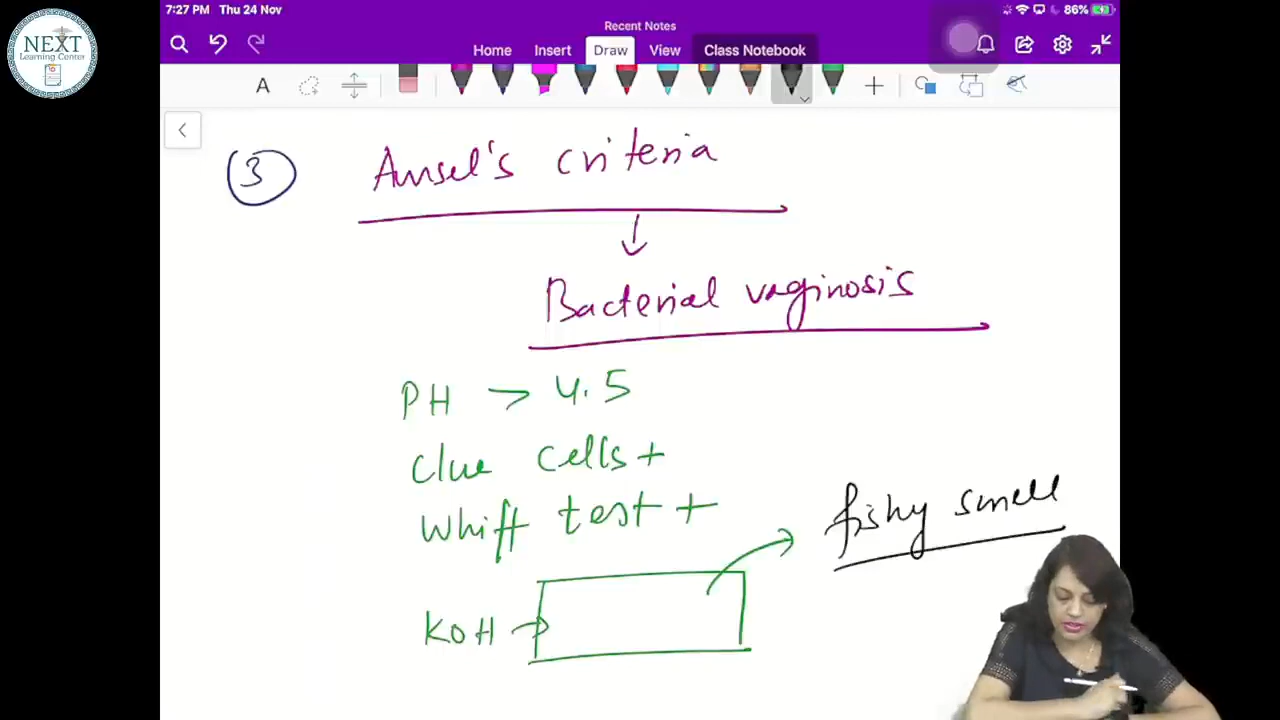 7:27 PM Thu 24 Nov
86%
NEXT
Learning Center
Recent Notes
Home Insert Draw View Class Notebook
A
3 Amsel's criteria
Bacterial vaginosis
PH > 4.5
Clue cells +
Whiff test +
fishy smell
KOH